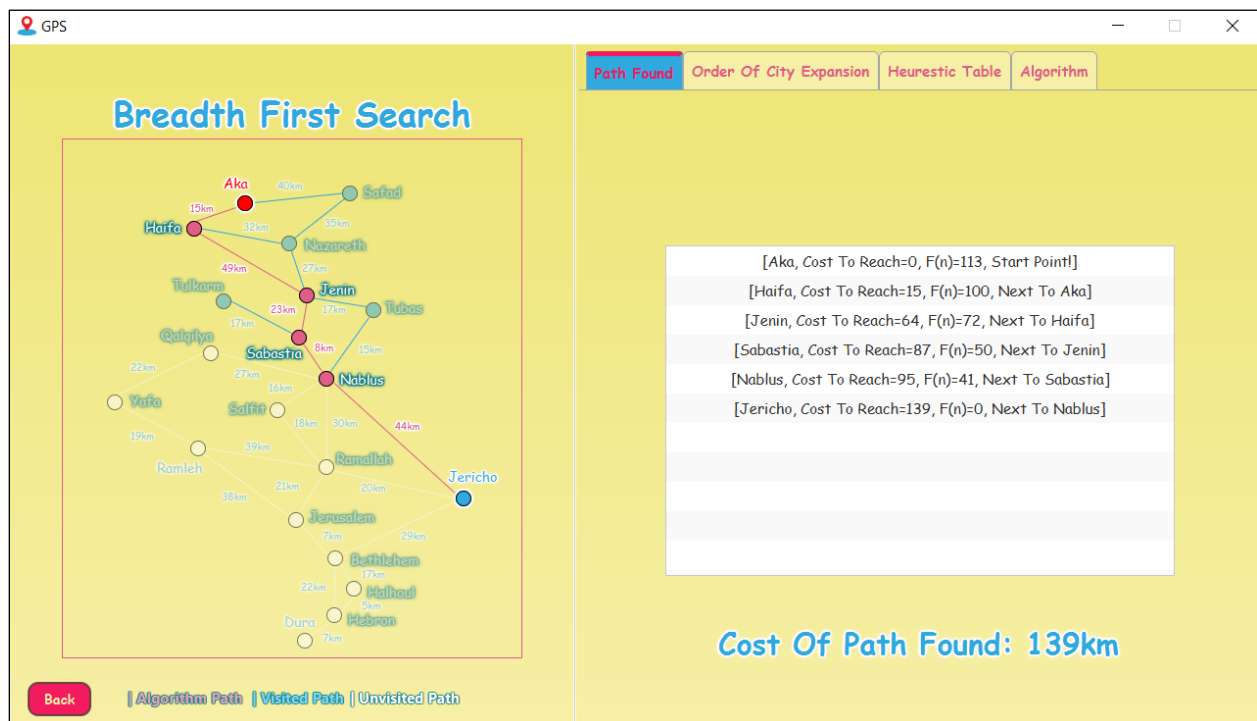 GPS
Path Found
Order Of City Expansion
Heurestic Table
Algorithm
Breadth First Search
Aka
40km
Safad
15km
Haifa
32km
35km
Nazareth
49km
27km
Tulkarm
Jenin
23km
17km
Tubas
17km
Qalqilya
Sabastia
8km
15km
22km
27km
Nablus
16km
Yafa
Salfit
18km
30km
44km
19km
39km
Ramallah
Ramleh
Jericho
21km
20km
38km
Jerusalem
7km
29km
Bethlehem
17km
22km
Halhoul
5km
Dura
Hebron
7km
Back
| Algorithm Path | Visited Path | Unvisited Path
[Aka, Cost To Reach=0, F(n)=113, Start Point!]
[Haifa, Cost To Reach=15, F(n)=100, Next To Aka]
[Jenin, Cost To Reach=64, F(n)=72, Next To Haifa]
[Sabastia, Cost To Reach=87, F(n)=50, Next To Jenin]
[Nablus, Cost To Reach=95, F(n)=41, Next To Sabastia]
[Jericho, Cost To Reach=139, F(n)=0, Next To Nablus]
Cost Of Path Found: 139km